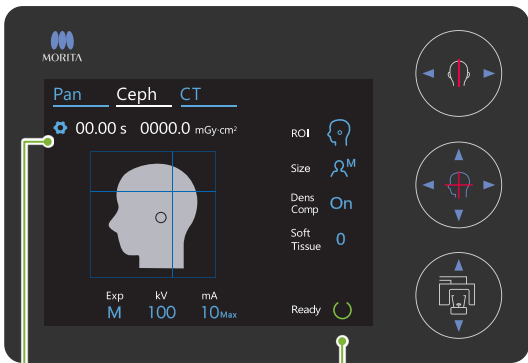 MORITA
Pan Ceph CT
00.00 s 0000.0 mGy·cm²
ROI
Size M
Dens
Comp On
Soft
Tissue 0
Exp kV mA
M 100 10Max
Ready